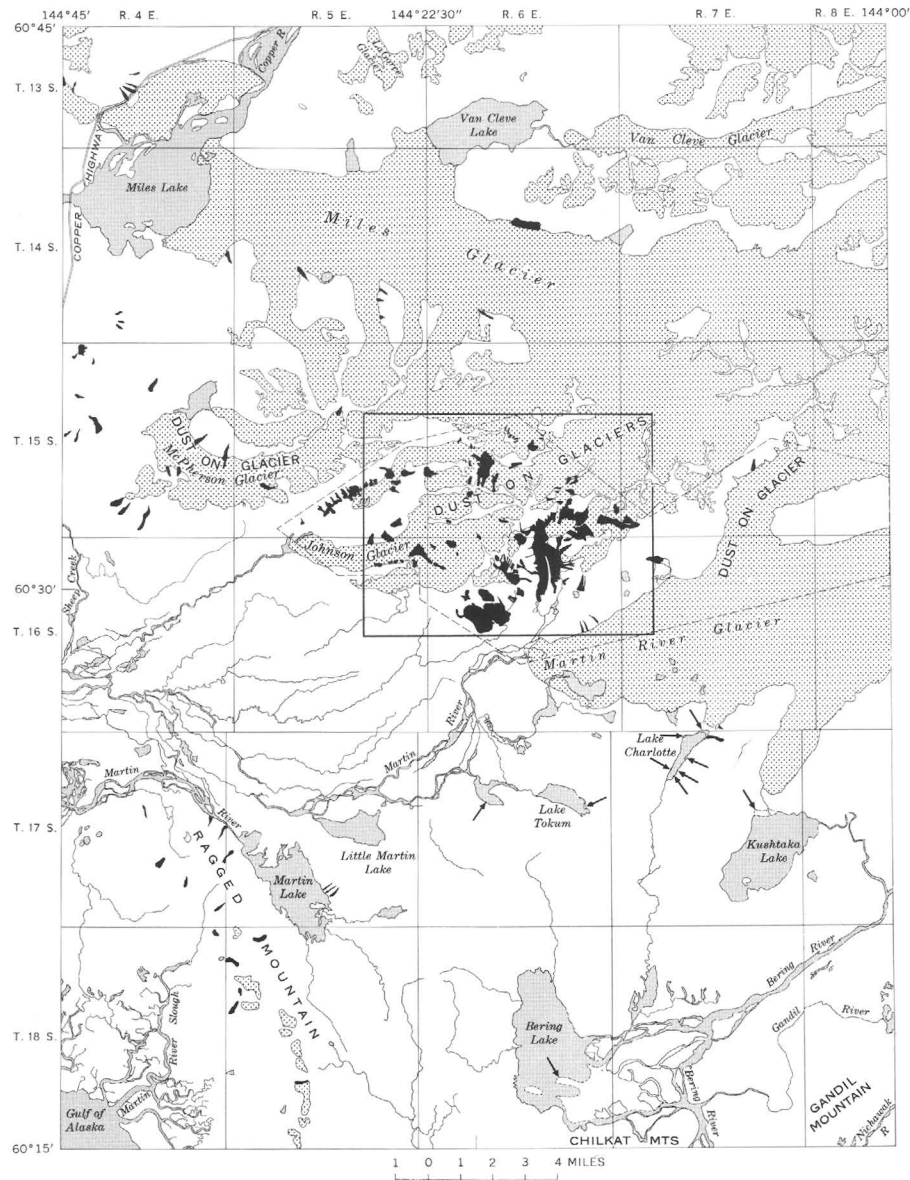 144°45' R. 4 E. R. 5 E. 144°22'30" R. 6 E. R. 7 E. R. 8 E. 144°00'
60°45'
T. 13 S.
Copper R
La Gorce
Glacier
HIGHWAY
COPPER
Van Cleve
Lake
Van Cleve Glacier
Miles Lake
Miles
Glacier
T. 14 S.
T. 15 S.
DUST ON GLACIER
McPherson Glacier
DUST ON GLACIERS
DUST ON GLACIER
Johnson Glacier
60°30'
Sheep Creek
T. 16 S.
Martin River Glacier
Martin River
Lake
Charlotte
Martin River
T. 17 S.
Lake
Tokum
Little Martin
Lake
Kushtaka
Lake
Martin
Lake
RAGGED MOUNTAIN
Bering River
Gandil River
T. 18 S.
Bering
Lake
Martin River Slough
Bering River
GANDIL
MOUNTAIN
Nichawak
R
Gulf of
Alaska
CHILKAT MTS
60°15'
1 0 1 2 3 4 MILES